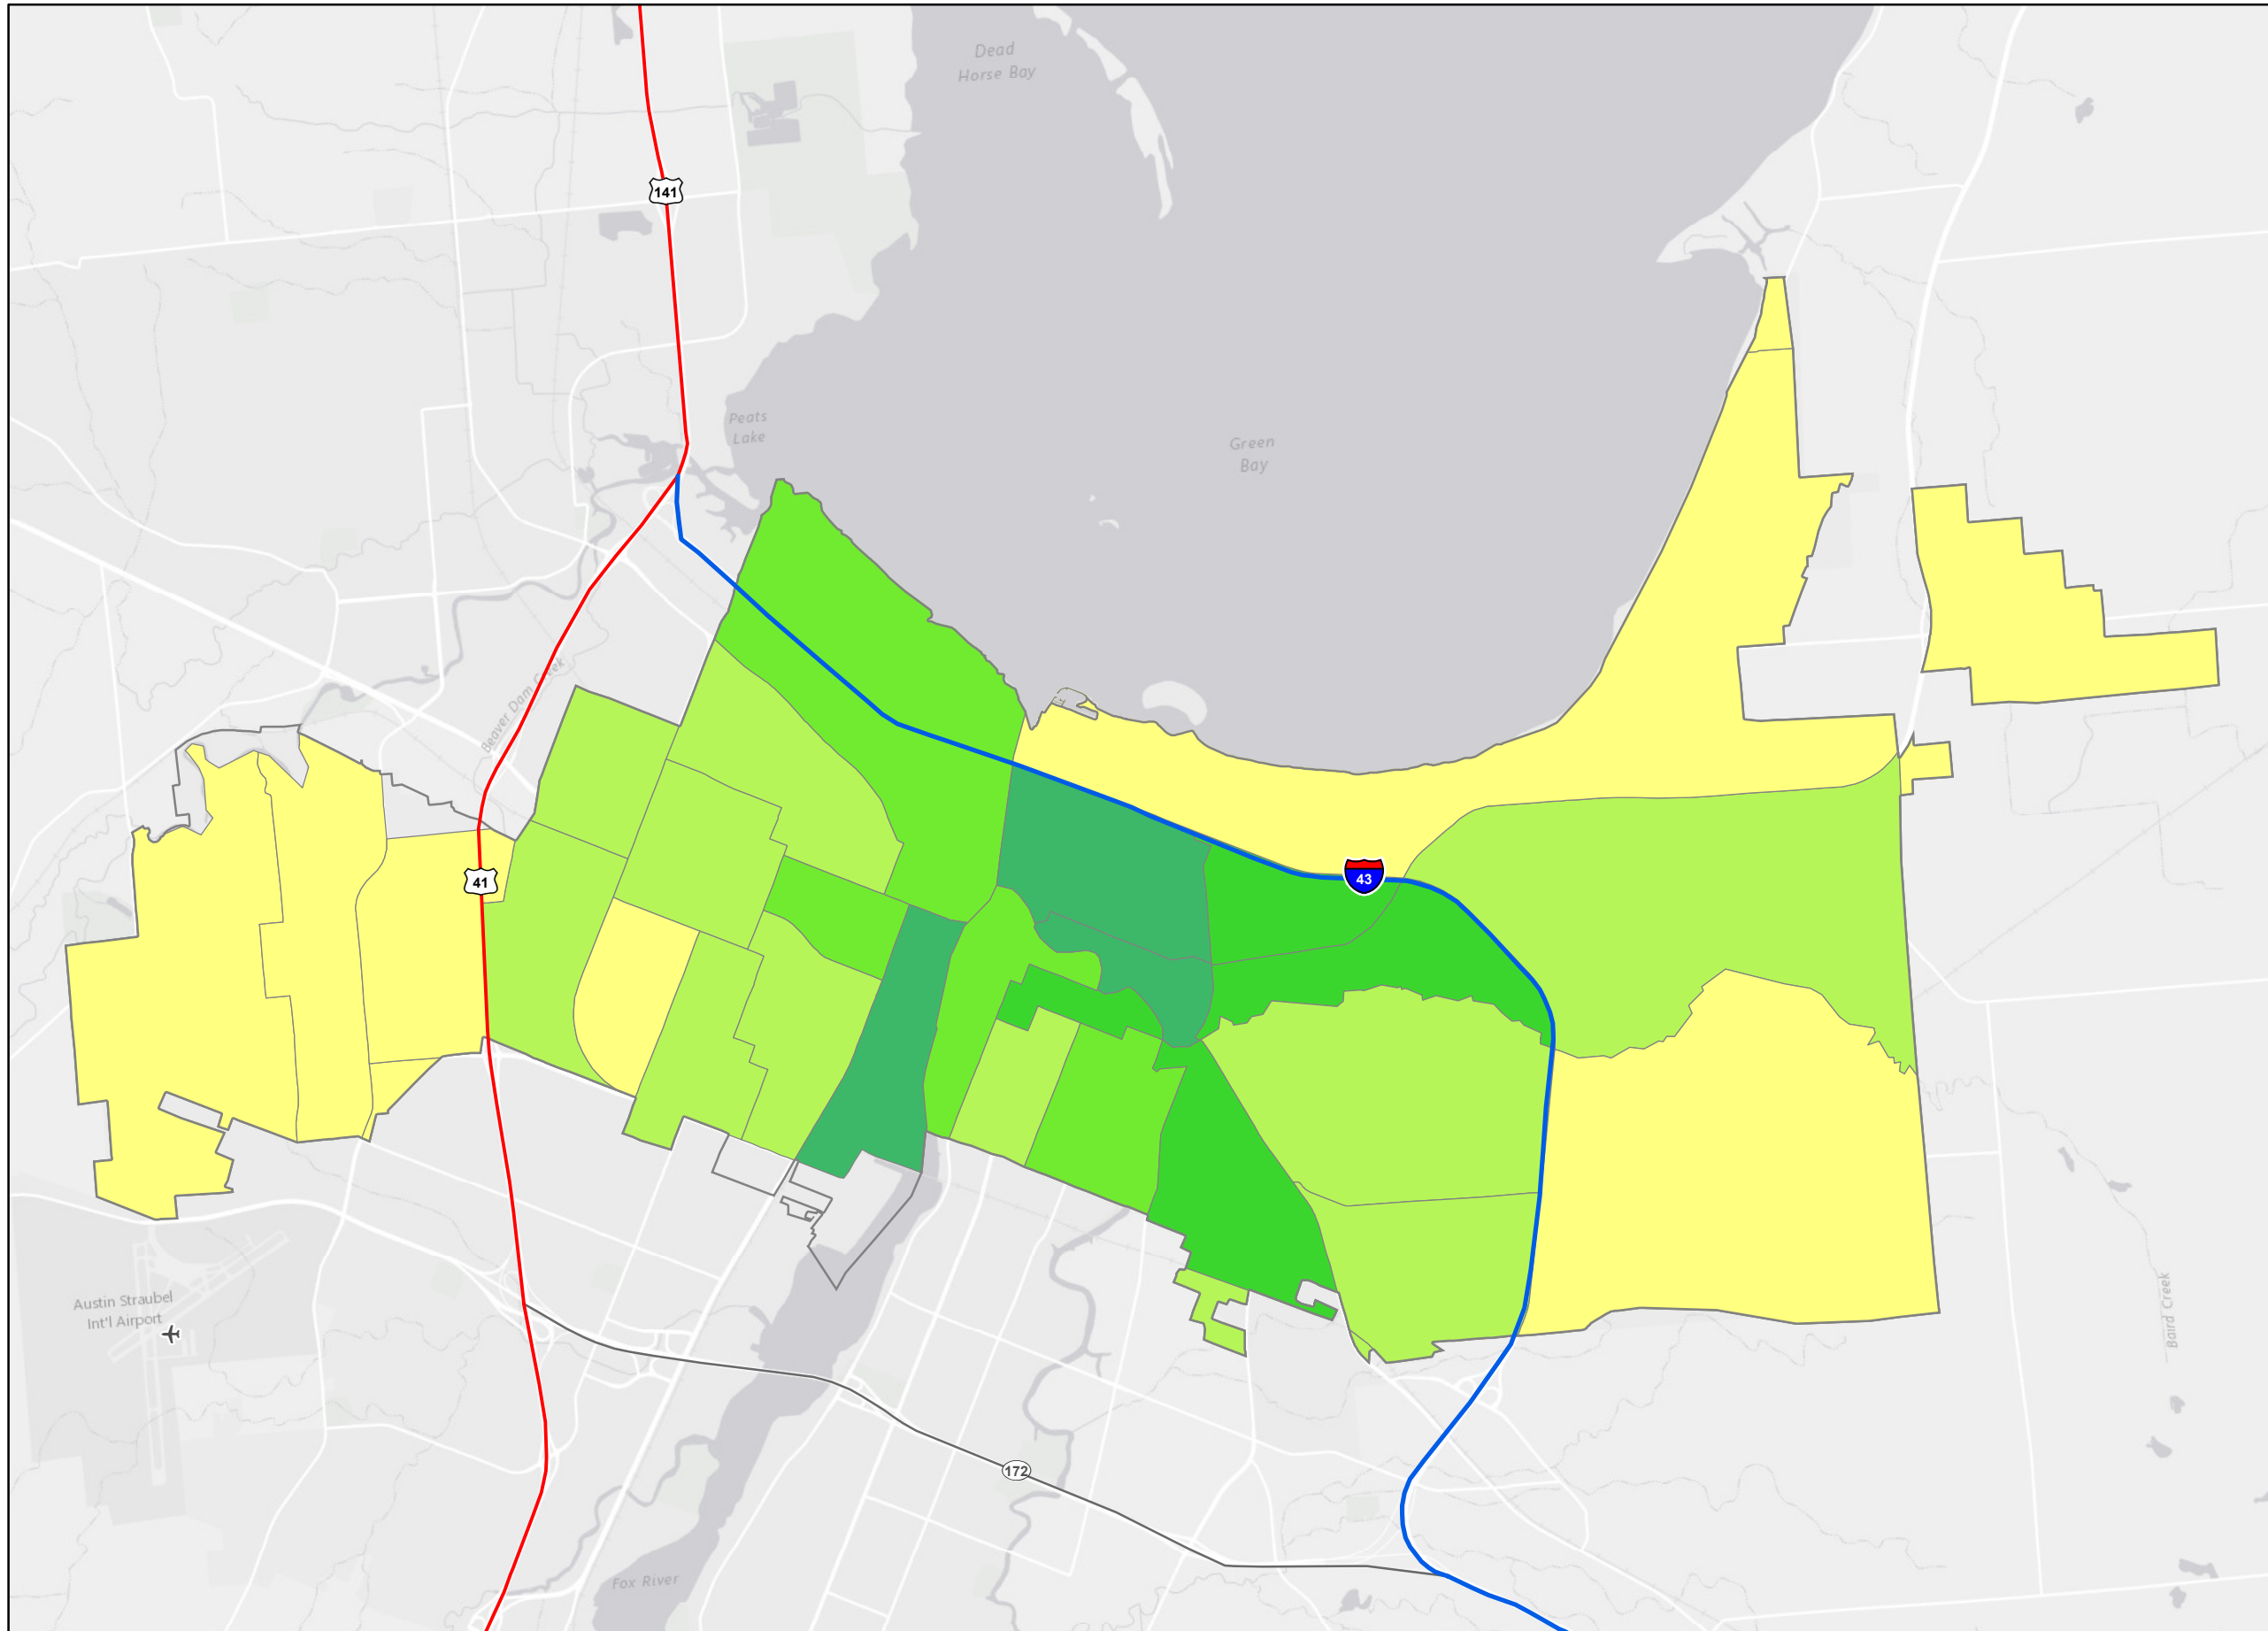 Dead
Horse Bay
141
Peats
Lake
Green
Bay
Beaver Dam Creek
41
43
Austin Straubel
Int'l Airport
Baird Creek
172
Fox River